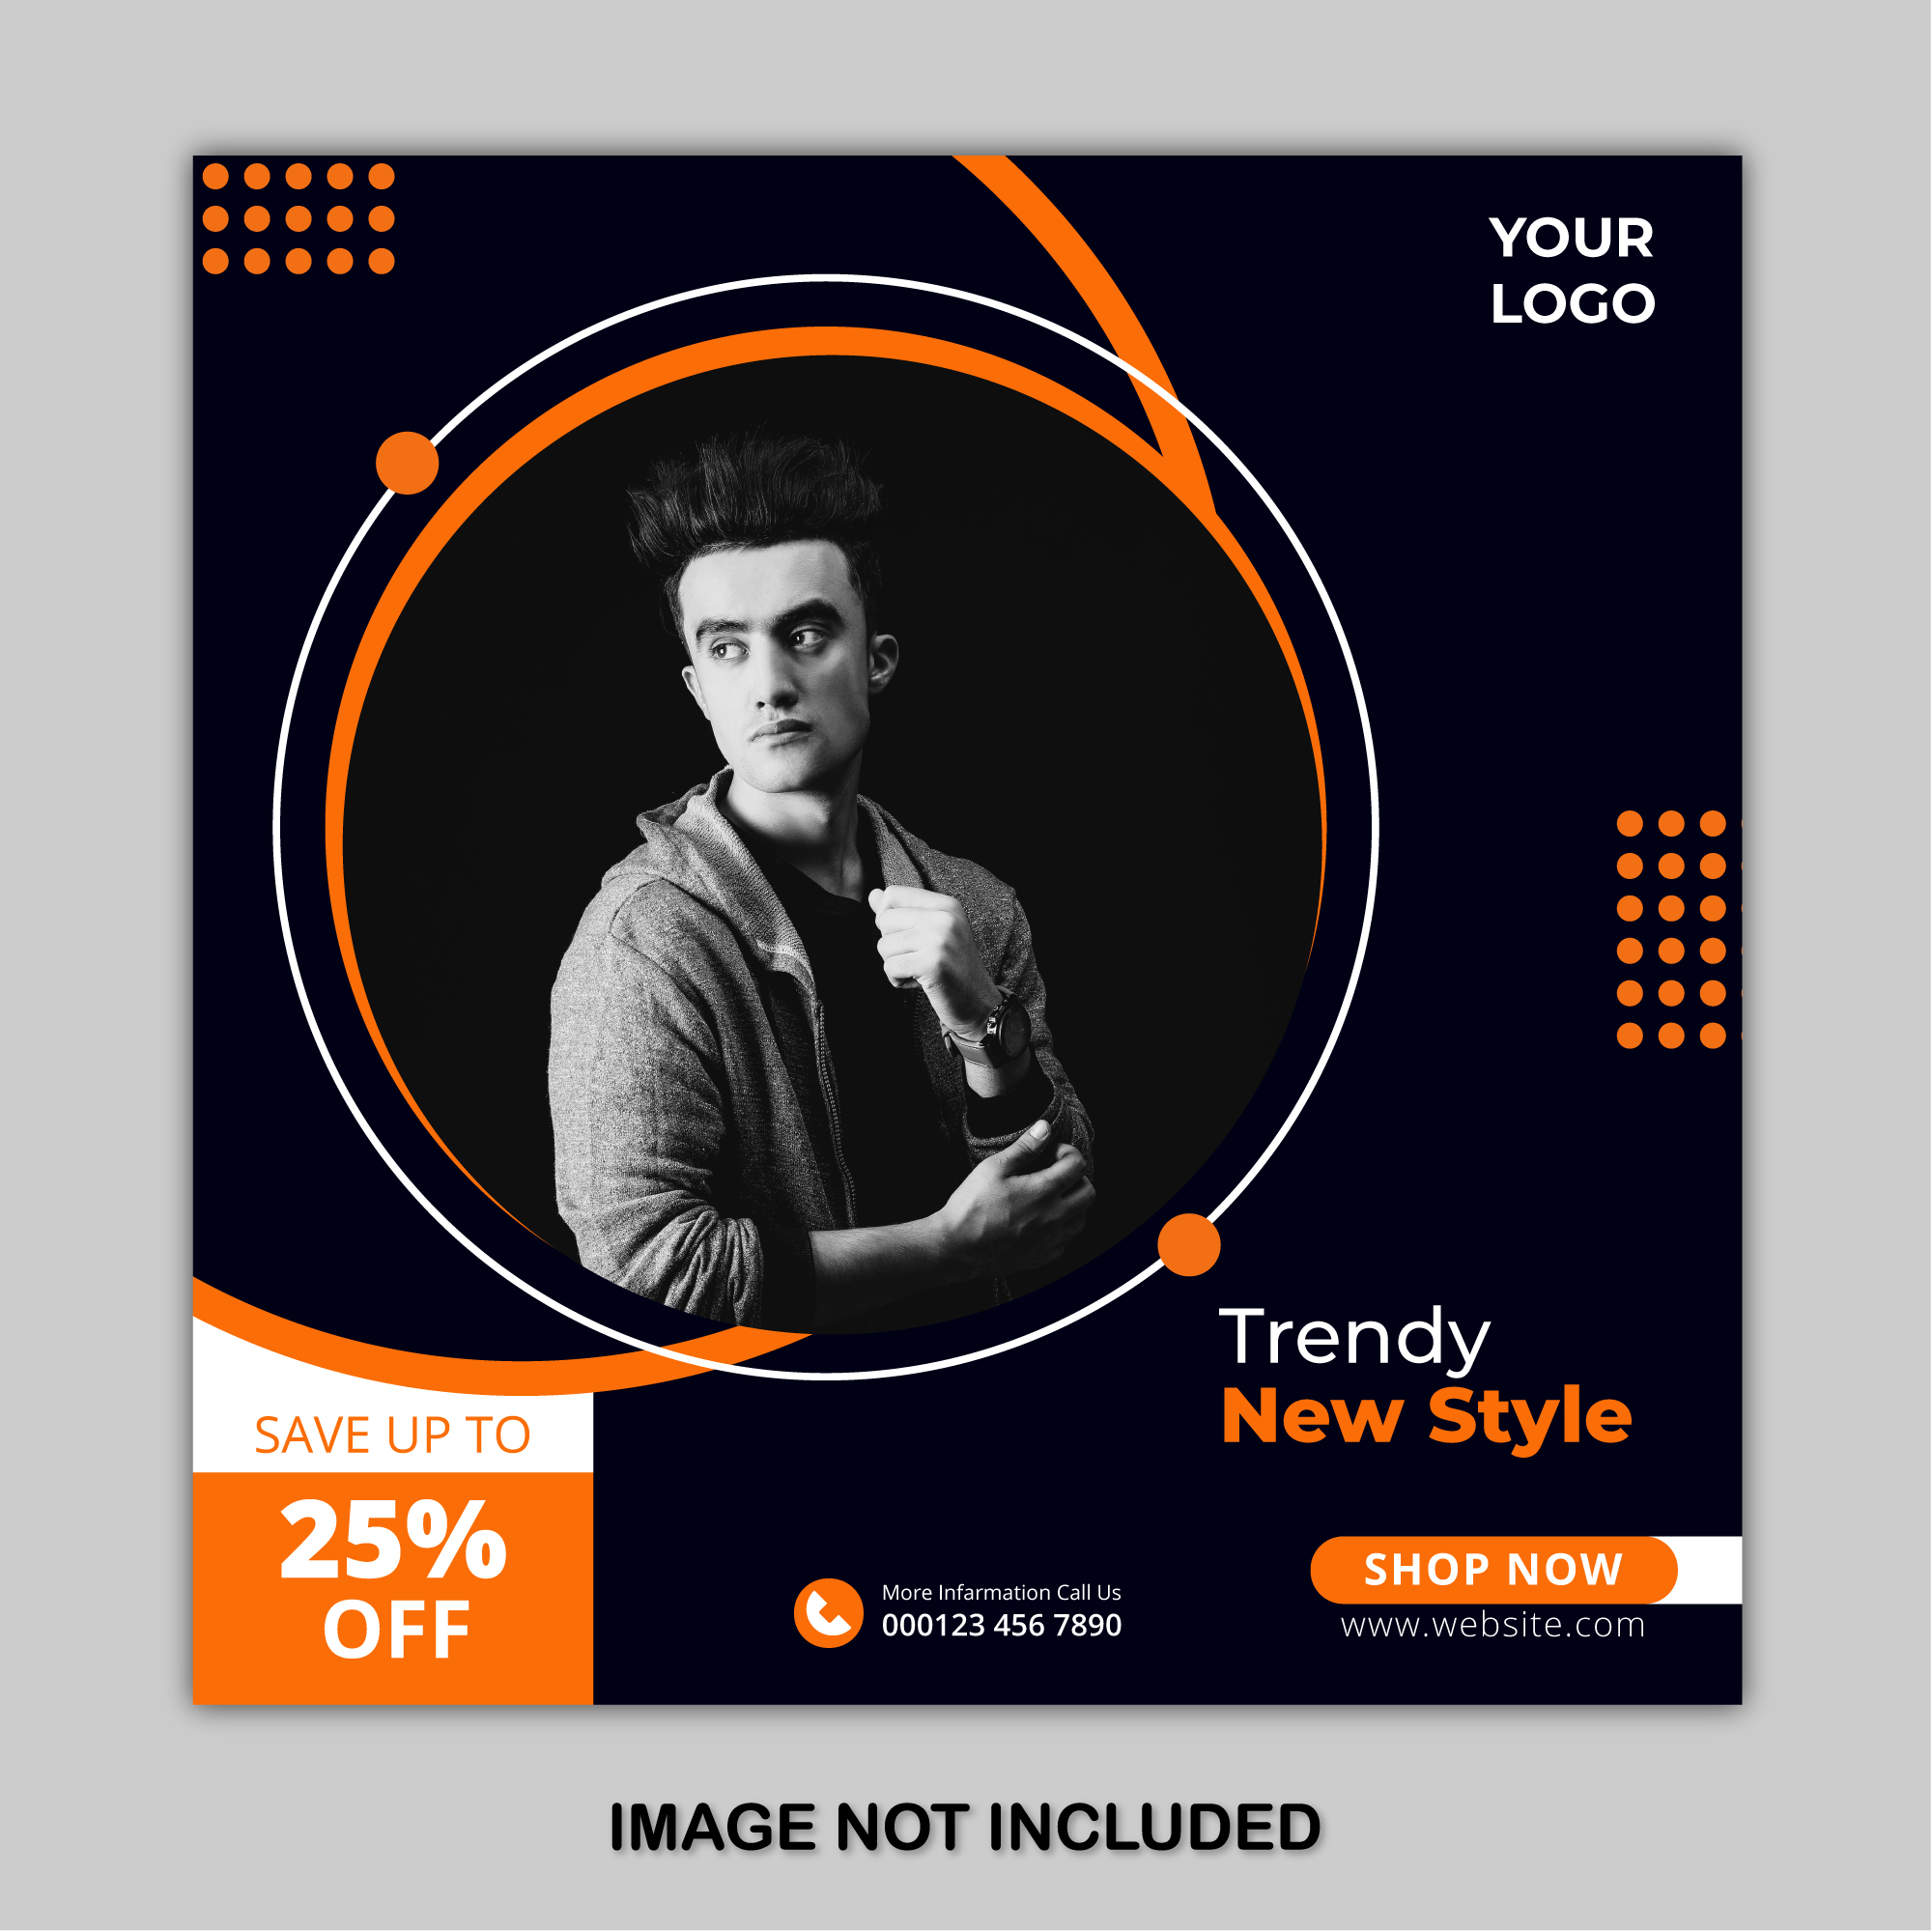 YOUR
LOGO
Trendy
New Style
SAVE UP TO
25%
OFF
More Infarmation Call Us
000123 456 7890
SHOP NOW
www.website.com
IMAGE NOT INCLUDED